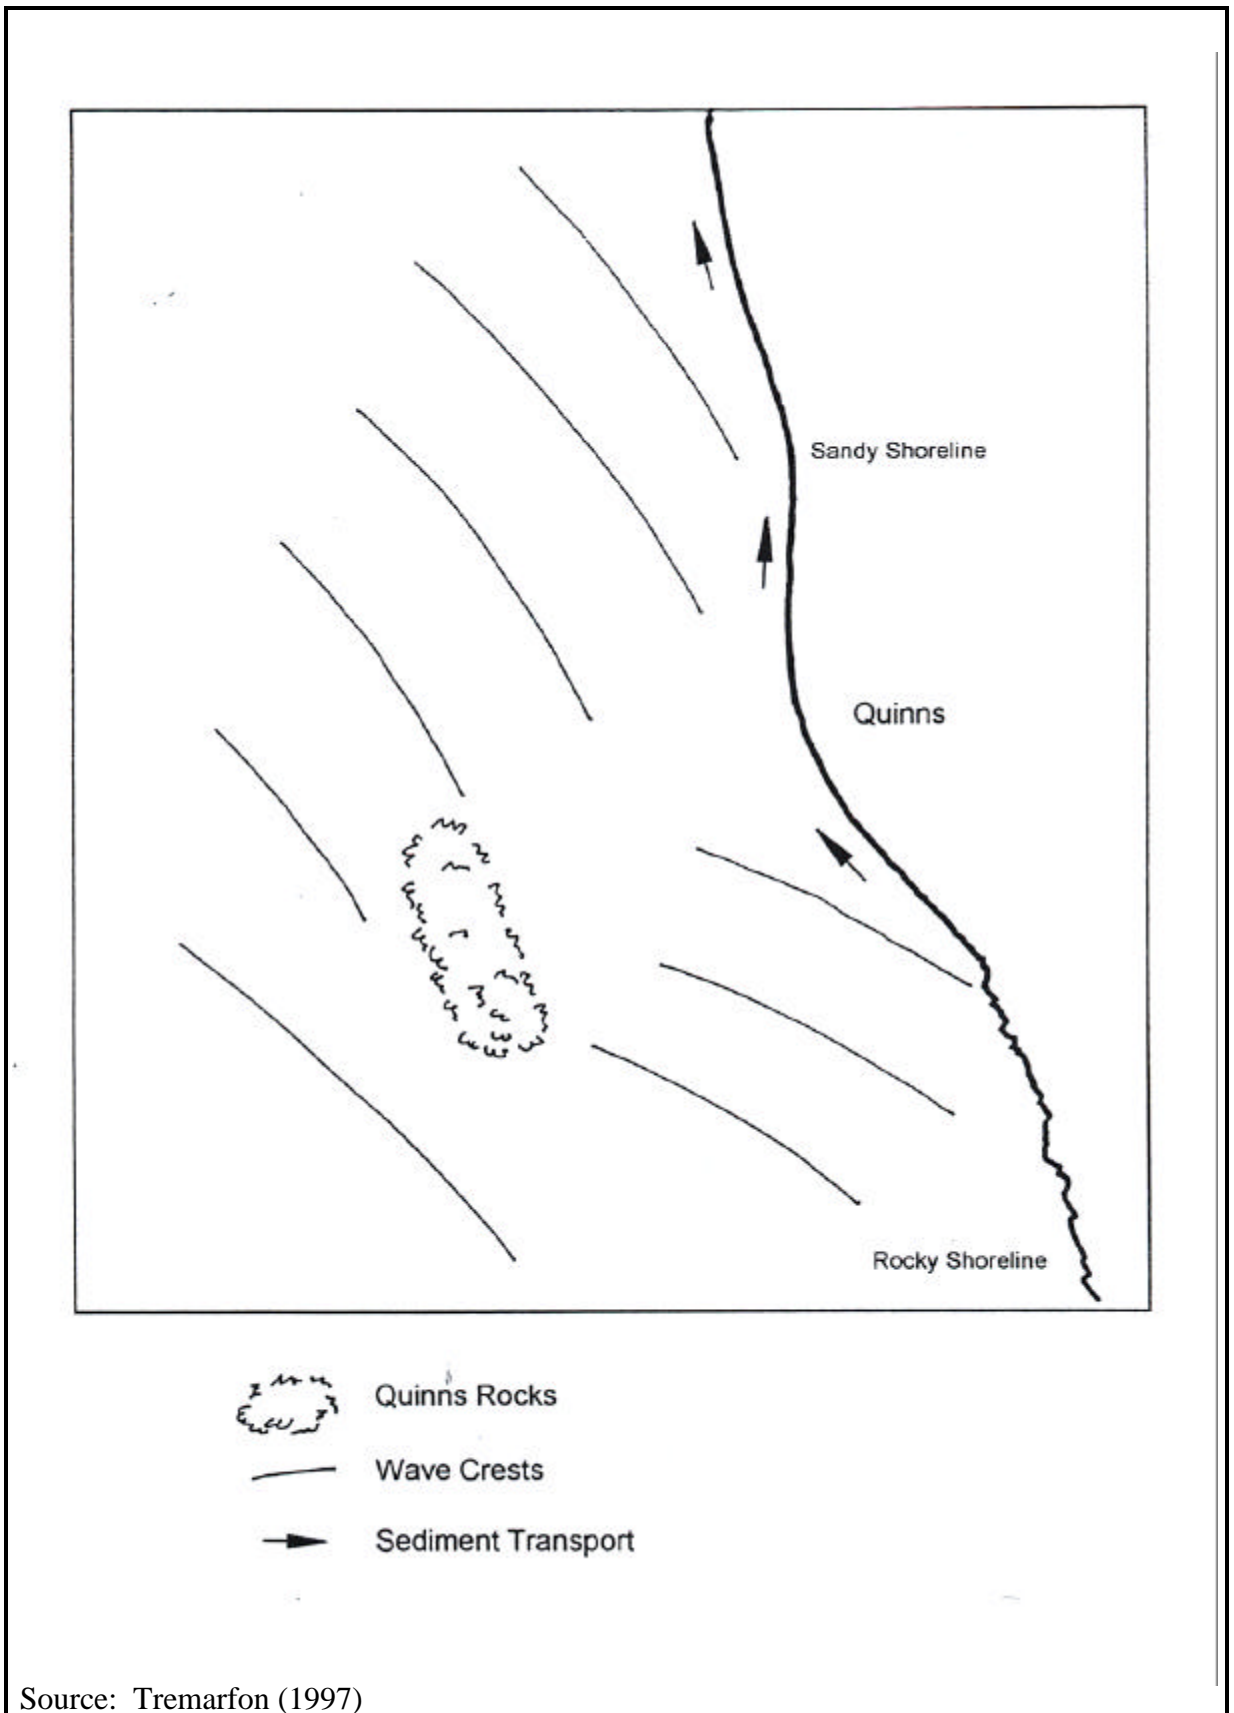 Sandy Shoreline
Quinns
Rocky Shoreline
Quinns Rocks
Wave Crests
Sediment Transport
Source: Tremarfon (1997)